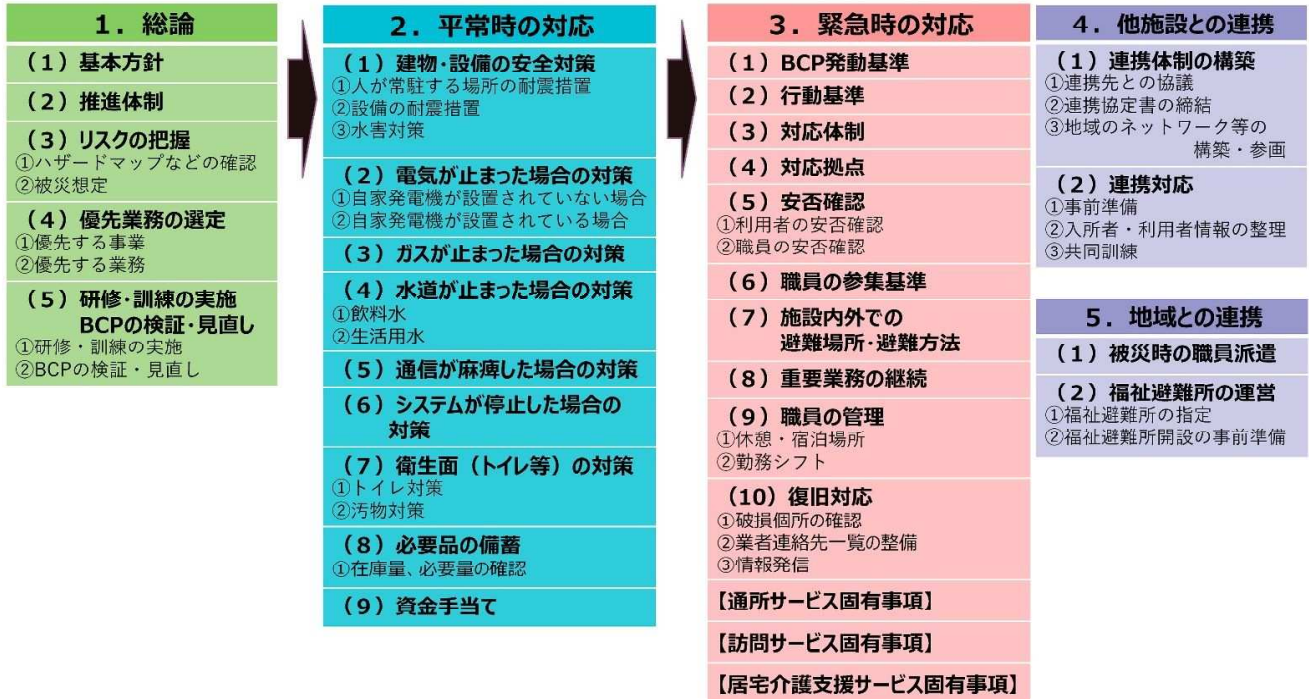 1. 総論
(1)基本方針
(2)推進体制
(3)リスクの把握
①ハザードマップなどの確認
②被災想定
(4)優先業務の選定
①優先する事業
②優先する業務
(5)研修・訓練の実施
BCPの検証・見直し
①研修・訓練の実施
②BCPの検証・見直し
2. 平常時の対応
(1)建物・設備の安全対策
①人が常駐する場所の耐震措置
②設備の耐震措置
③水害対策
(2)電気が止まった場合の対策
①自家発電機が設置されていない場合
②自家発電機が設置されている場合
(3)ガスが止まった場合の対策
(4)水道が止まった場合の対策
①飲料水
②生活用水
(5)通信が麻痺した場合の対策
(6)システムが停止した場合の
対策
(7)衛生面(トイレ等)の対策
①トイレ対策
②汚物対策
(8)必要品の備蓄
①在庫量、必要量の確認
(9)資金手当て
3. 緊急時の対応
(1)BCP発動基準
(2)行動基準
(3)対応体制
(4)対応拠点
(5)安否確認
①利用者の安否確認
②職員の安否確認
(6)職員の参集基準
(7)施設内外での
避難場所・避難方法
(8)重要業務の継続
(9)職員の管理
①休憩・宿泊場所
②勤務シフト
(10)復旧対応
①破損個所の確認
②業者連絡先一覧の整備
③情報発信
【通所サービス固有事項】
【訪問サービス固有事項】
【居宅介護支援サービス固有事項】
4. 他施設との連携
(1)連携体制の構築
①連携先との協議
②連携協定書の締結
③地域のネットワーク等の
構築・参画
(2)連携対応
①事前準備
②入所者・利用者情報の整理
③共同訓練
5. 地域との連携
(1)被災時の職員派遣
(2)福祉避難所の運営
①福祉避難所の指定
②福祉避難所開設の事前準備